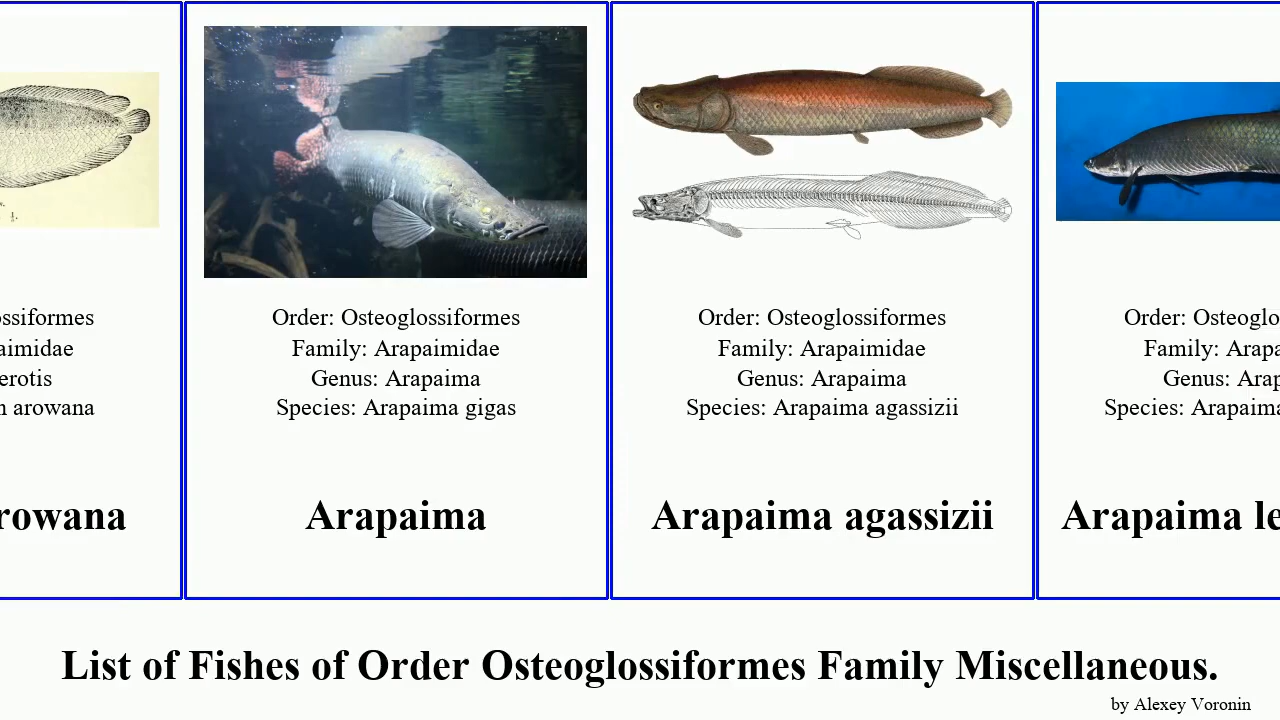 ssiformes
aimidae
erotis
n arowana
rowana
Order: Osteoglossiformes
Family: Arapaimidae
Genus: Arapaima
Species: Arapaima gigas
Arapaima
Order: Osteoglossiformes
Family: Arapaimidae
Genus: Arapaima
Species: Arapaima agassizii
Arapaima agassizii
Order: Osteoglo
Family: Arapa
Genus: Arap
Species: Arapaima
Arapaima le
List of Fishes of Order Osteoglossiformes Family Miscellaneous.
by Alexey Voronin